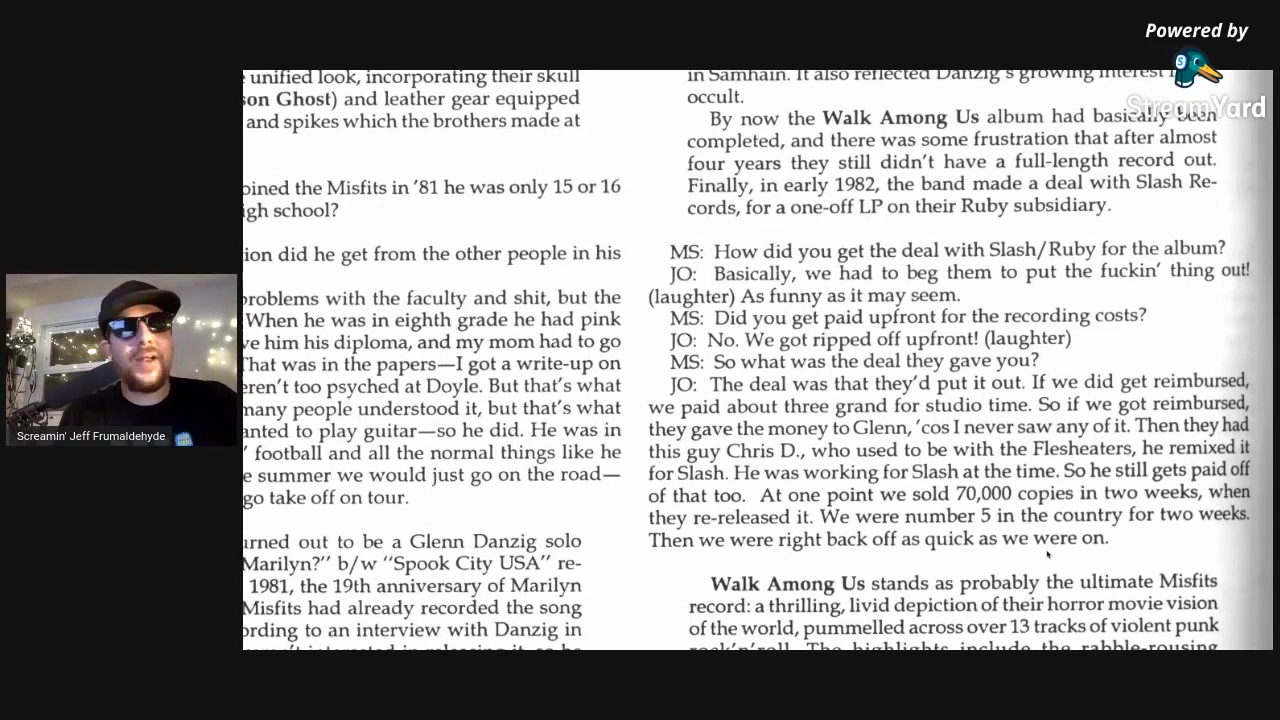 Powered by
StreamYard
unified look, incorporating their skull
son Ghost) and leather gear equipped
and spikes which the brothers made at
oined the Misfits in '81 he was only 15 or 16
igh school?
ion did he get from the other people in his
problems with the faculty and shit, but the
When he was in eighth grade he had pink
ve him his diploma, and my mom had to go
That was in the papers—I got a write-up on
eren't too psyched at Doyle. But that's what
many people understood it, but that's what
anted to play guitar—so he did. He was in
' football and all the normal things like he
e summer we would just go on the road—
go take off on tour.
urned out to be a Glenn Danzig solo
Marilyn?" b/w "Spook City USA" re-
1981, the 19th anniversary of Marilyn
Misfits had already recorded the song
ording to an interview with Danzig in
in Samhain. It also reflected Danzig's growing interest
occult.
By now the Walk Among Us album had basically been
completed, and there was some frustration that after almost
four years they still didn't have a full-length record out.
Finally, in early 1982, the band made a deal with Slash Re-
cords, for a one-off LP on their Ruby subsidiary.
MS: How did you get the deal with Slash/Ruby for the album?
JO: Basically, we had to beg them to put the fuckin' thing out!
(laughter) As funny as it may seem.
MS: Did you get paid upfront for the recording costs?
JO: No. We got ripped off upfront! (laughter)
MS: So what was the deal they gave you?
JO: The deal was that they'd put it out. If we did get reimbursed,
we paid about three grand for studio time. So if we got reimbursed,
they gave the money to Glenn, 'cos I never saw any of it. Then they had
this guy Chris D., who used to be with the Flesheaters, he remixed it
for Slash. He was working for Slash at the time. So he still gets paid off
of that too. At one point we sold 70,000 copies in two weeks, when
they re-released it. We were number 5 in the country for two weeks.
Then we were right back off as quick as we were on.
Walk Among Us stands as probably the ultimate Misfits
record: a thrilling, livid depiction of their horror movie vision
of the world, pummelled across over 13 tracks of violent punk
rock'n'roll. The highlights include the rabble-rousing
Screamin' Jeff Frumaldehyde